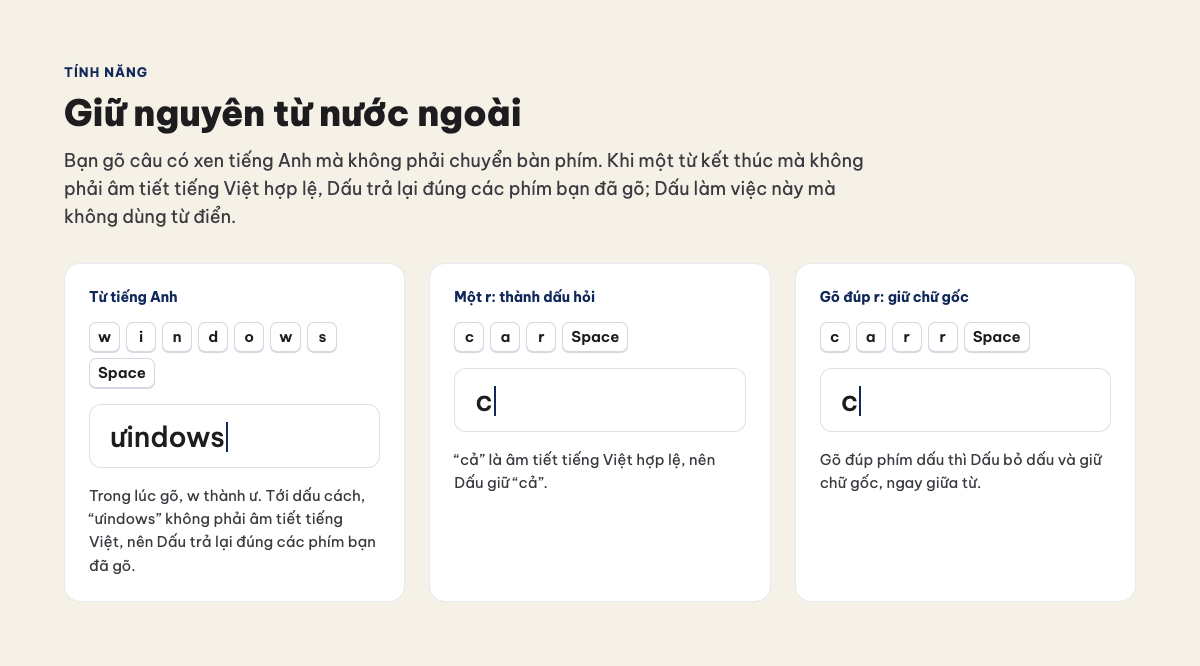 TÍNH NĂNG
Giữ nguyên từ nước ngoài
Bạn gõ câu có xen tiếng Anh mà không phải chuyển bàn phím. Khi một từ kết thúc mà không
phải âm tiết tiếng Việt hợp lệ, Dấu trả lại đúng các phím bạn đã gõ; Dấu làm việc này mà
không dùng từ điển.
Từ tiếng Anh
w i n d o w s
Space
ưindows
Trong lúc gõ, w thành ư. Tới dấu cách,
“ưindows” không phải âm tiết tiếng
Việt, nên Dấu trả lại đúng các phím bạn
đã gõ.
Một r: thành dấu hỏi
c a r Space
c
“cả” là âm tiết tiếng Việt hợp lệ, nên
Dấu giữ “cả”.
Gõ đúp r: giữ chữ gốc
c a r r Space
c
Gõ đúp phím dấu thì Dấu bỏ dấu và giữ
chữ gốc, ngay giữa từ.